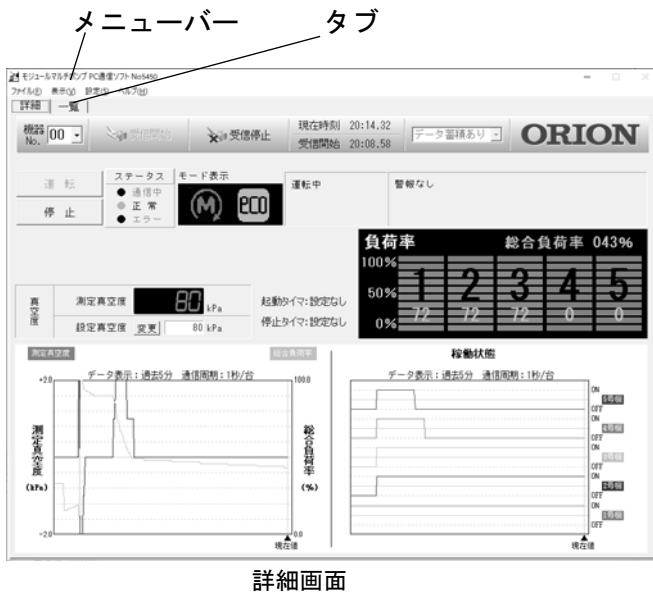 メニューバー タブ
モジュールマルチポンプ PC通信ソフト No5450
ファイル(F) 表示(V) 設定(S) ヘルプ(H)
詳細 一覧
機器No. 00 受信開始 受信停止 現在時刻 20:14.32 データ蓄積あり ORION
受信開始 20:08.58
運転 ステータス モード表示 運転中 警報なし
通信中
停止 正常 M eco
エラー
負荷率 総合負荷率 043%
100%
50% 1 2 3 4 5
0% 72 72 72 0 0
真空度 測定真空度 80 kPa 起動タイマ:設定なし
設定真空度 変更 80 kPa 停止タイマ:設定なし
測定真空度 総合負荷率 稼働状態
データ表示:過去5分 通信周期:1秒/台 データ表示:過去5分 通信周期:1秒/台
+2.0 100.0
ON
5号機
OFF
ON
4号機
OFF
ON
3号機
OFF
ON
2号機
OFF
ON
1号機
OFF
測定真空度 (kPa) 総合負荷率 (%)
-2.0 0.0
現在値 現在値
詳細画面